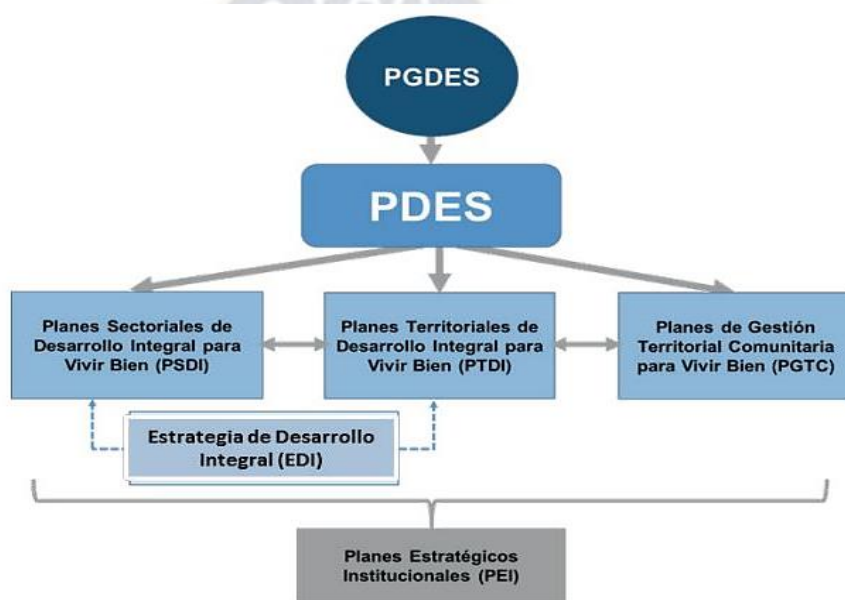 PGDES
PDES
Planes Sectoriales de
Desarrollo Integral para
Vivir Bien (PSDI)
Planes Territoriales de
Desarrollo Integral para
Vivir Bien (PTDI)
Planes de Gestión
Territorial Comunitaria
para Vivir Bien (PGTC)
Estrategia de Desarrollo
Integral (EDI)
Planes Estratégicos
Institucionales (PEI)